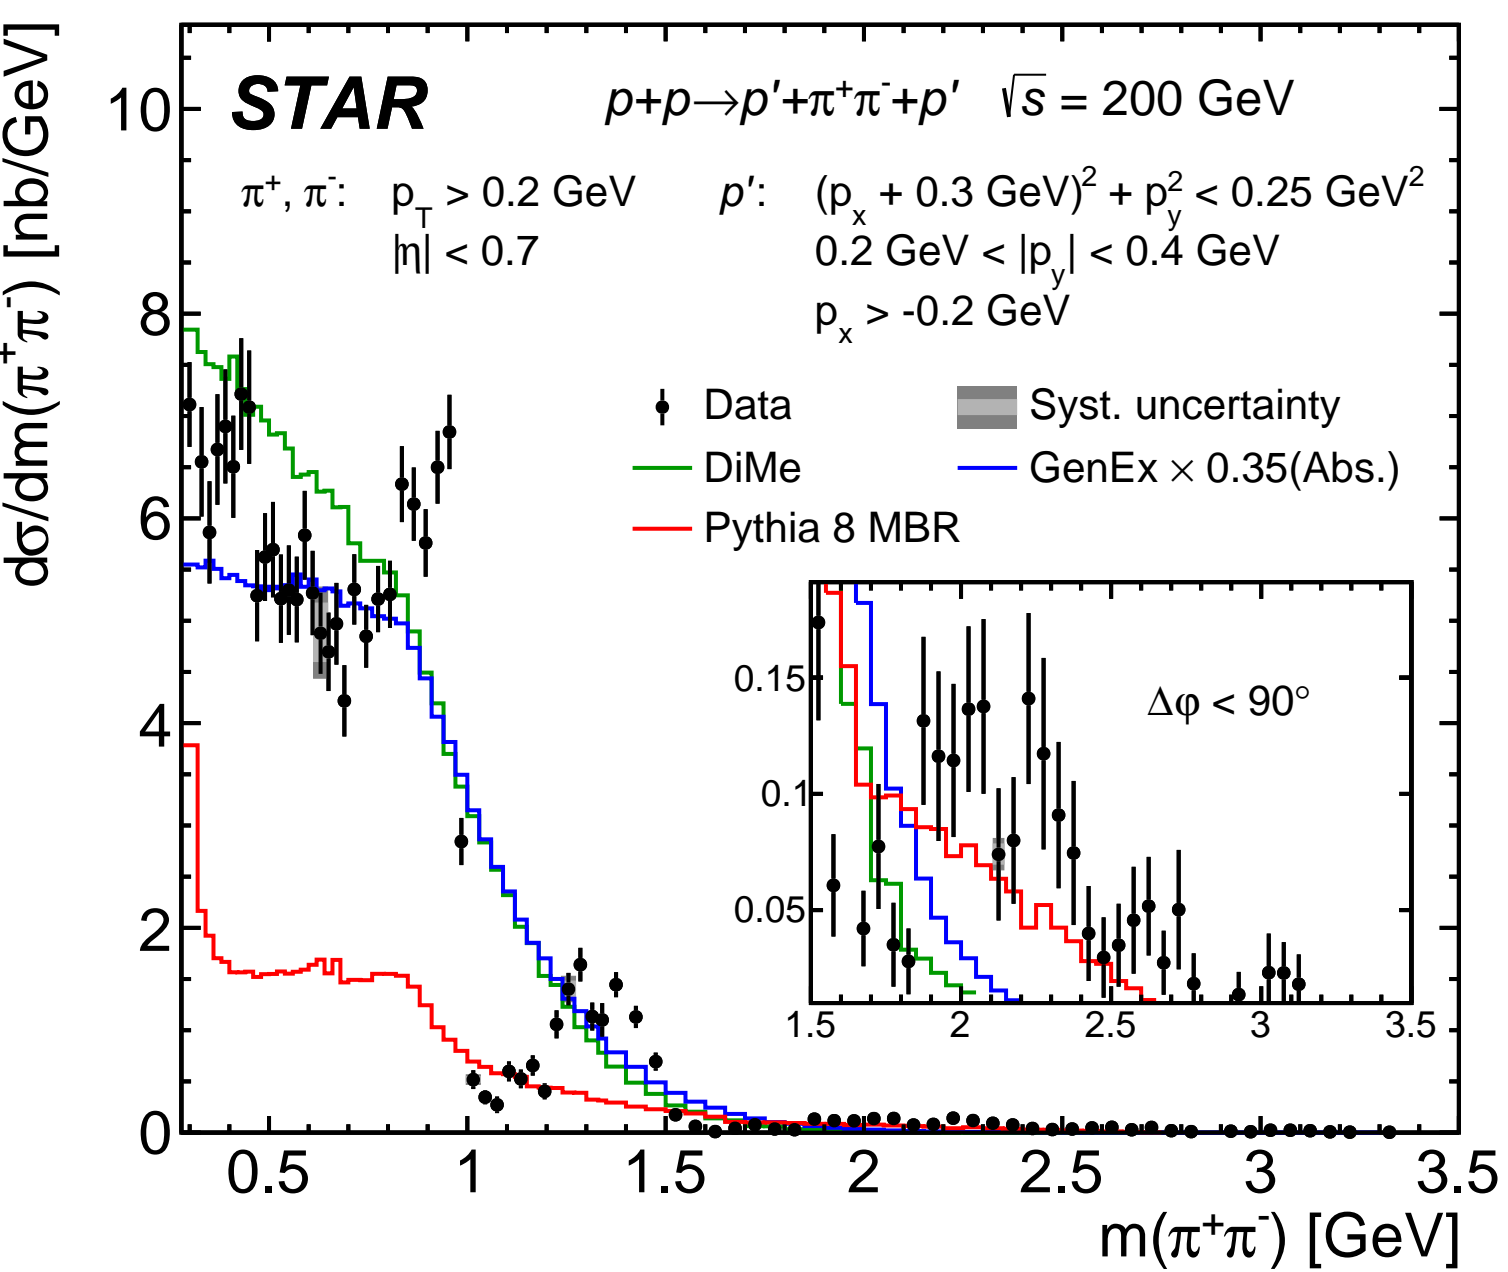 dσ/dm(π⁺π⁻) [nb/GeV]
10
8
6
4
2
0
STAR
p+p→p′+π⁺π⁻+p′ √s = 200 GeV
π⁺, π⁻: p_T > 0.2 GeV
|η| < 0.7
p′: (p_x + 0.3 GeV)² + p_y² < 0.25 GeV²
0.2 GeV < |p_y| < 0.4 GeV
p_x > -0.2 GeV
Data
Syst. uncertainty
DiMe
GenEx × 0.35(Abs.)
Pythia 8 MBR
0.15
0.1
0.05
Δφ < 90°
1.5 2 2.5 3 3.5
0.5 1 1.5 2 2.5 3 3.5
m(π⁺π⁻) [GeV]